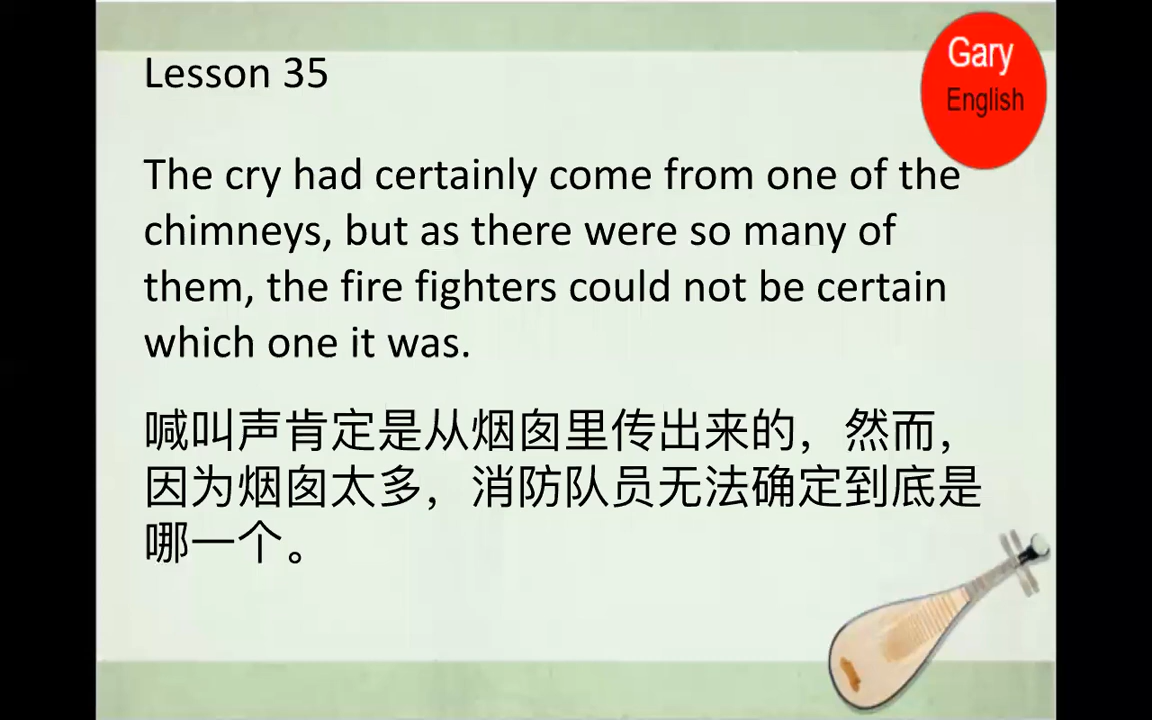 Lesson 35
Gary
English
The cry had certainly come from one of the
chimneys, but as there were so many of
them, the fire fighters could not be certain
which one it was.
喊叫声肯定是从烟囱里传出来的，然而，
因为烟囱太多，消防队员无法确定到底是
哪一个。